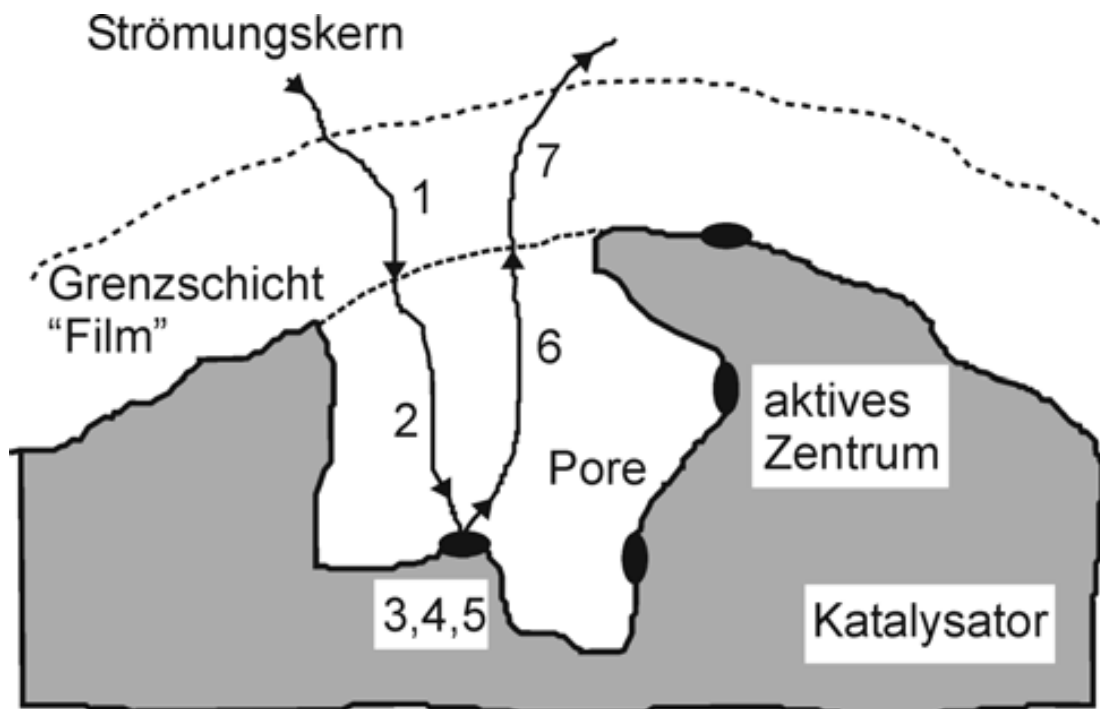 Strömungskern
1
7
Grenzschicht
“Film”
6
2
aktives
Zentrum
Pore
3,4,5
Katalysator